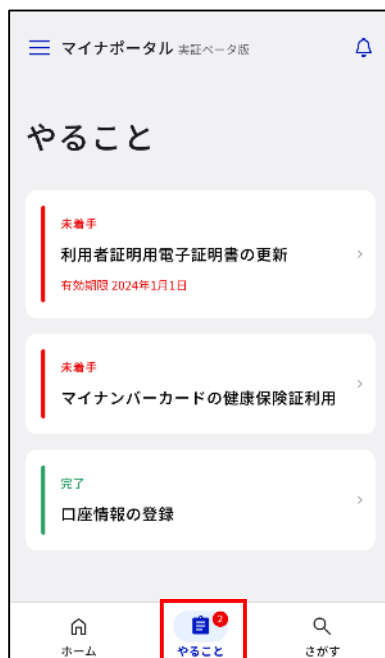 マイナポータル 実証ベータ版
やること
未着手
利用者証明用電子証明書の更新
有効期限 2024年1月1日
未着手
マイナンバーカードの健康保険証利用
完了
口座情報の登録
2
ホーム やること さがす